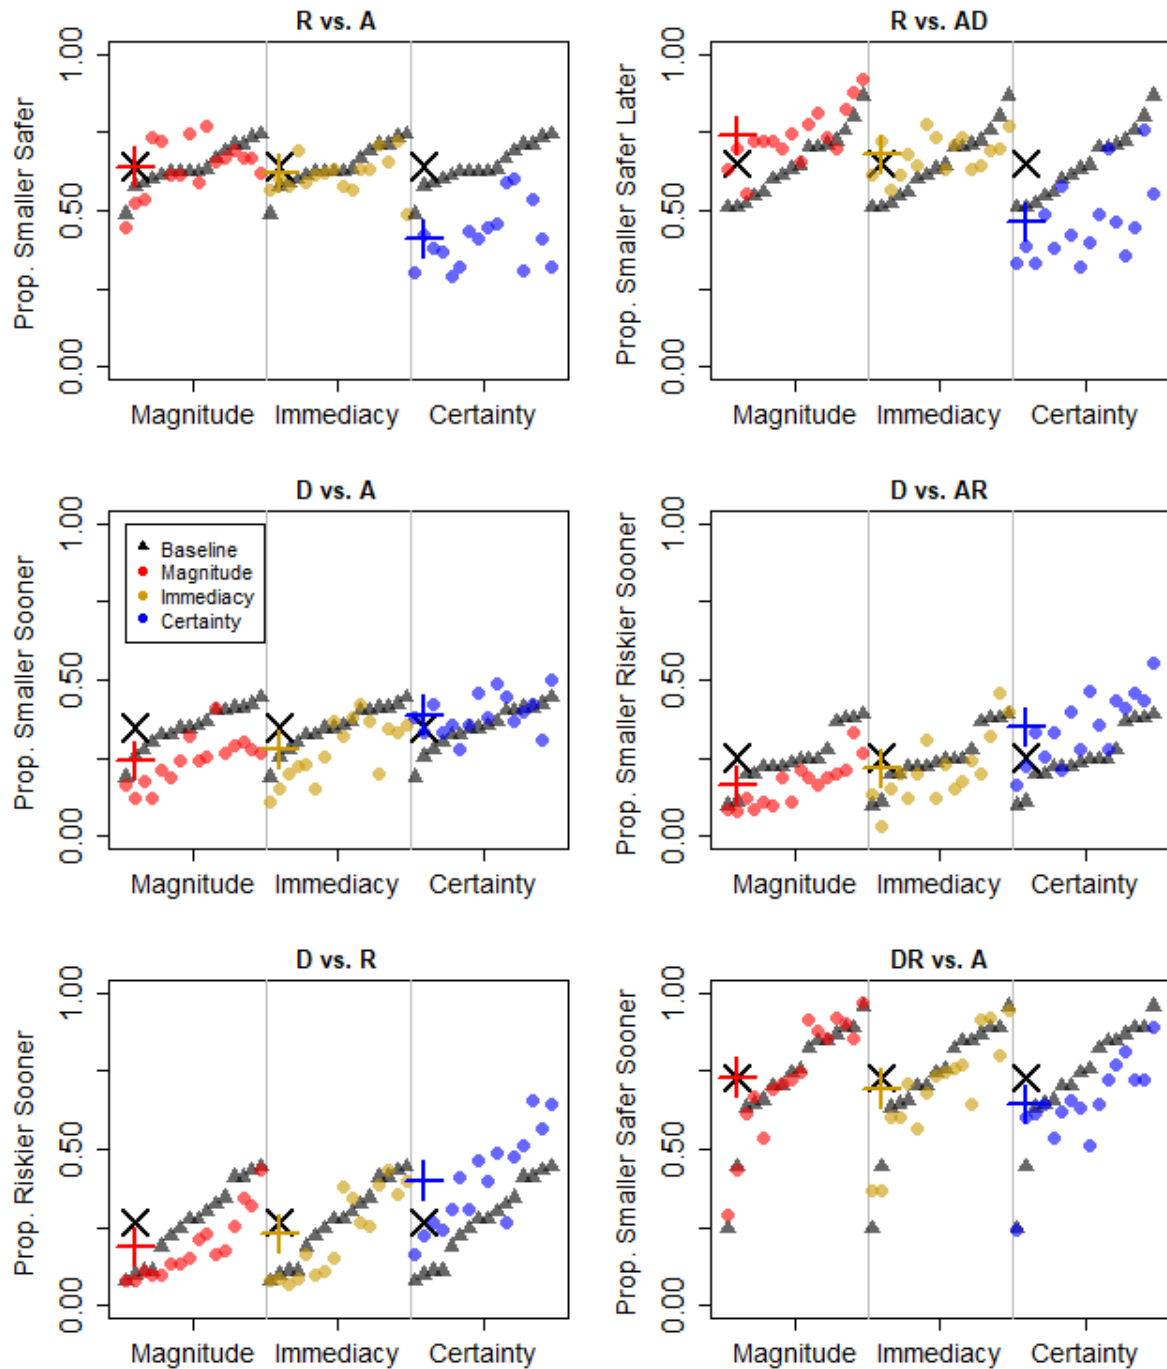 R vs. A
Prop. Smaller Safer
1.00
0.50
0.00
Magnitude Immediacy Certainty
R vs. AD
Prop. Smaller Safer Later
1.00
0.50
0.00
Magnitude Immediacy Certainty
D vs. A
Prop. Smaller Sooner
1.00
0.50
0.00
Baseline
Magnitude
Immediacy
Certainty
Magnitude Immediacy Certainty
D vs. AR
Prop. Smaller Riskier Sooner
1.00
0.50
0.00
Magnitude Immediacy Certainty
D vs. R
Prop. Riskier Sooner
1.00
0.50
0.00
Magnitude Immediacy Certainty
DR vs. A
Prop. Smaller Safer Sooner
1.00
0.50
0.00
Magnitude Immediacy Certainty